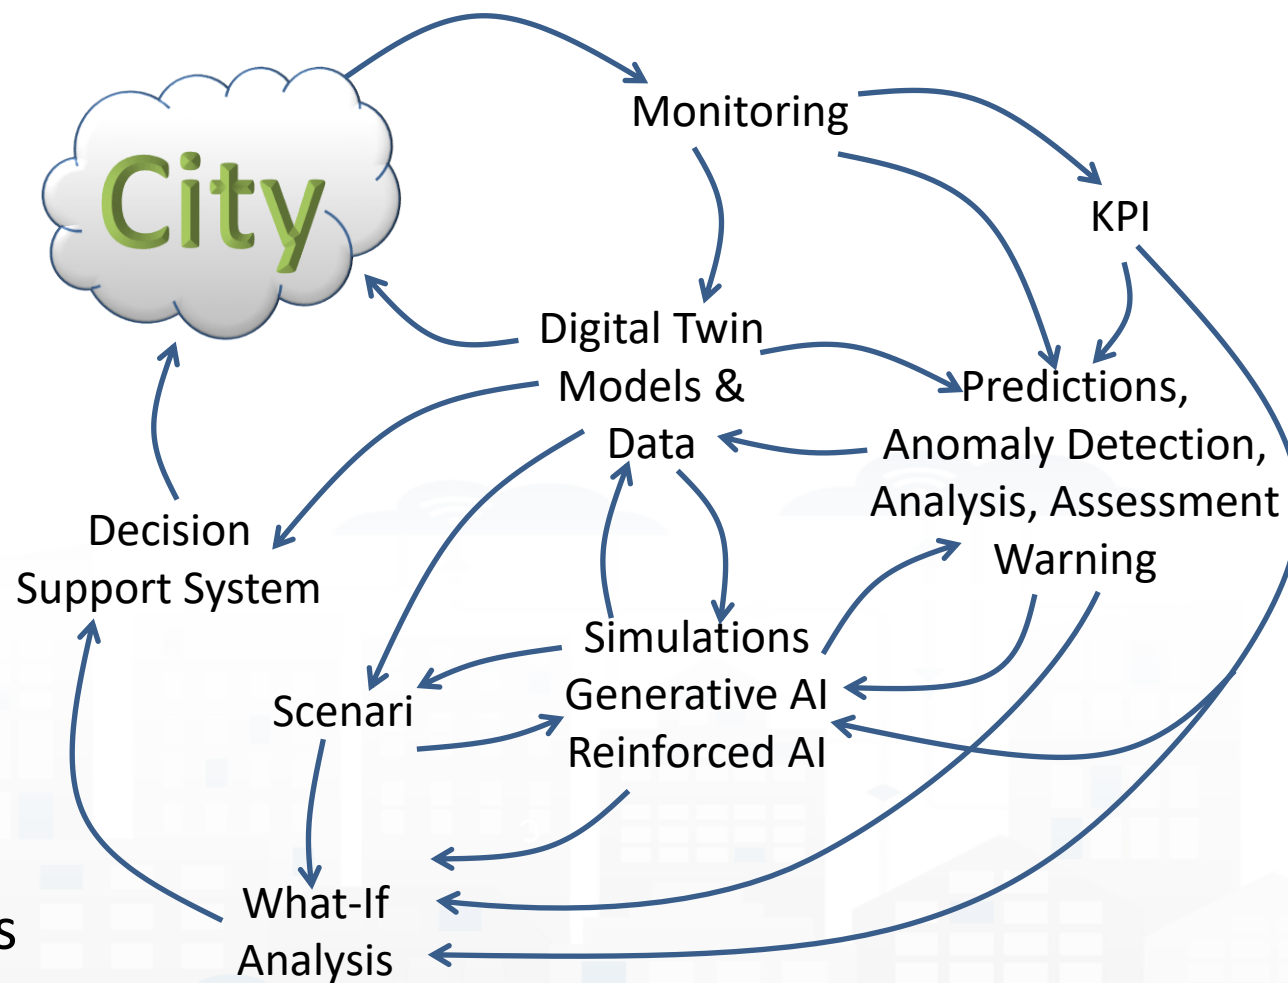 City
Monitoring
KPI
Digital Twin
Models &
Data
Predictions,
Anomaly Detection,
Analysis, Assessment
Warning
Decision
Support System
Simulations
Generative AI
Reinforced AI
Scenari
What-If
Analysis
s